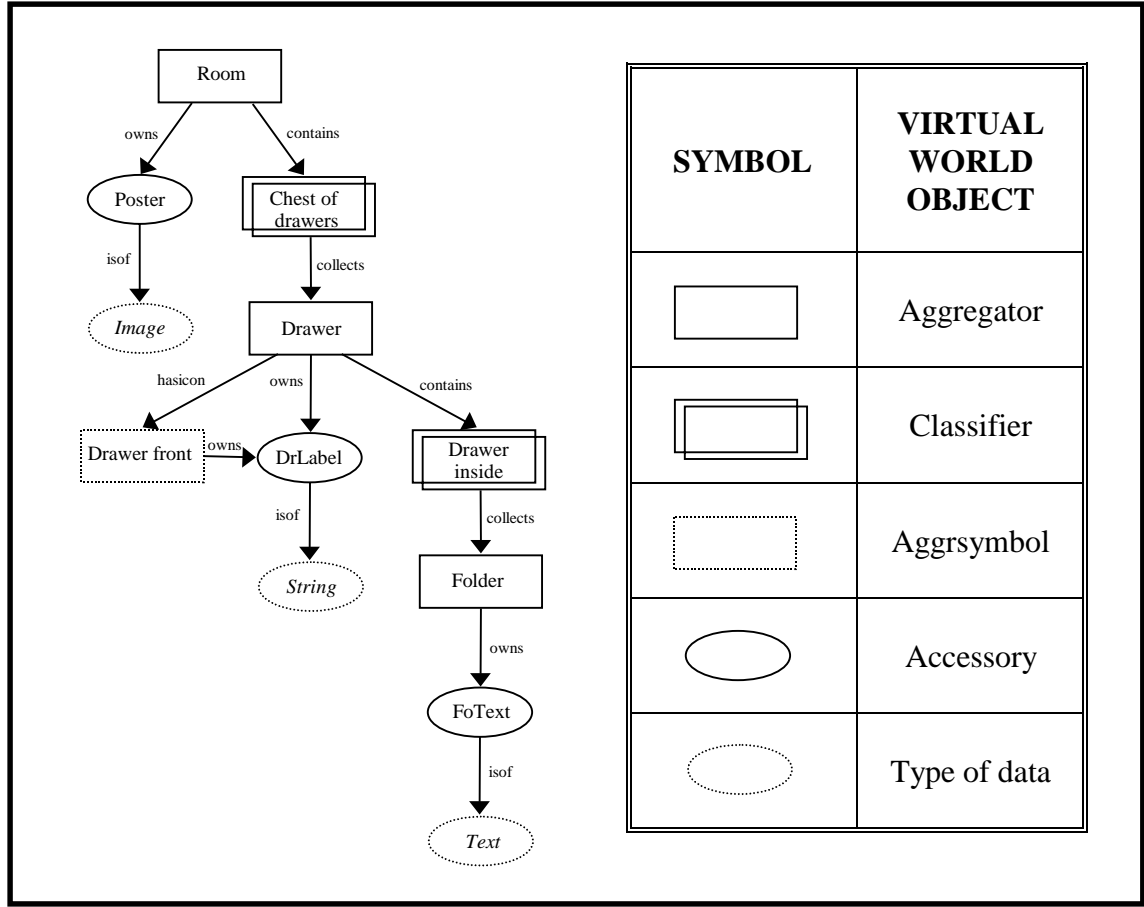 Room
owns
contains
Poster
Chest of
drawers
isof
collects
Image
Drawer
hasicon
owns
contains
Drawer front
owns
DrLabel
Drawer
inside
isof
collects
String
Folder
owns
FoText
isof
Text
SYMBOL
VIRTUAL
WORLD
OBJECT
Aggregator
Classifier
Aggrsymbol
Accessory
Type of data